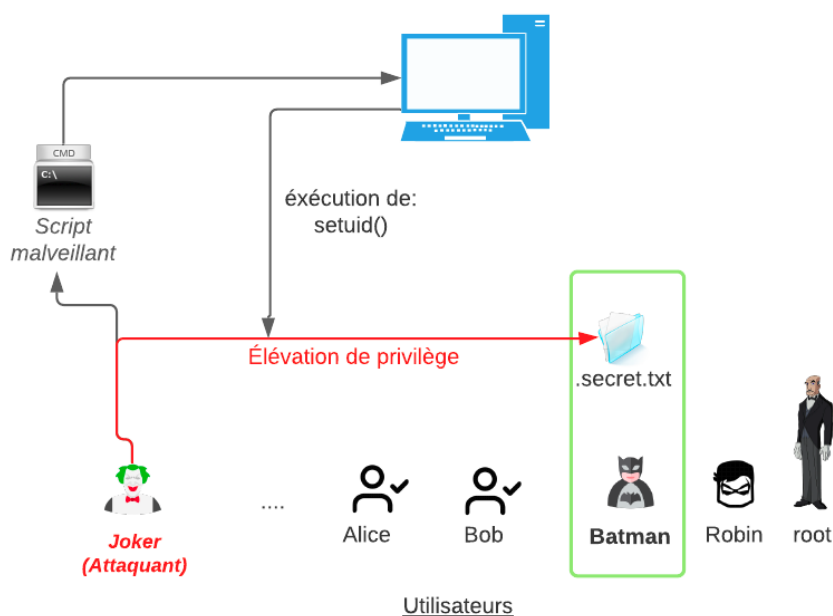 CMD
C:\
Script
malveillant
éxécution de:
setuid()
Élévation de privilège
.secret.txt
Joker
(Attaquant)
....
Alice
Bob
Batman
Robin
root
Utilisateurs